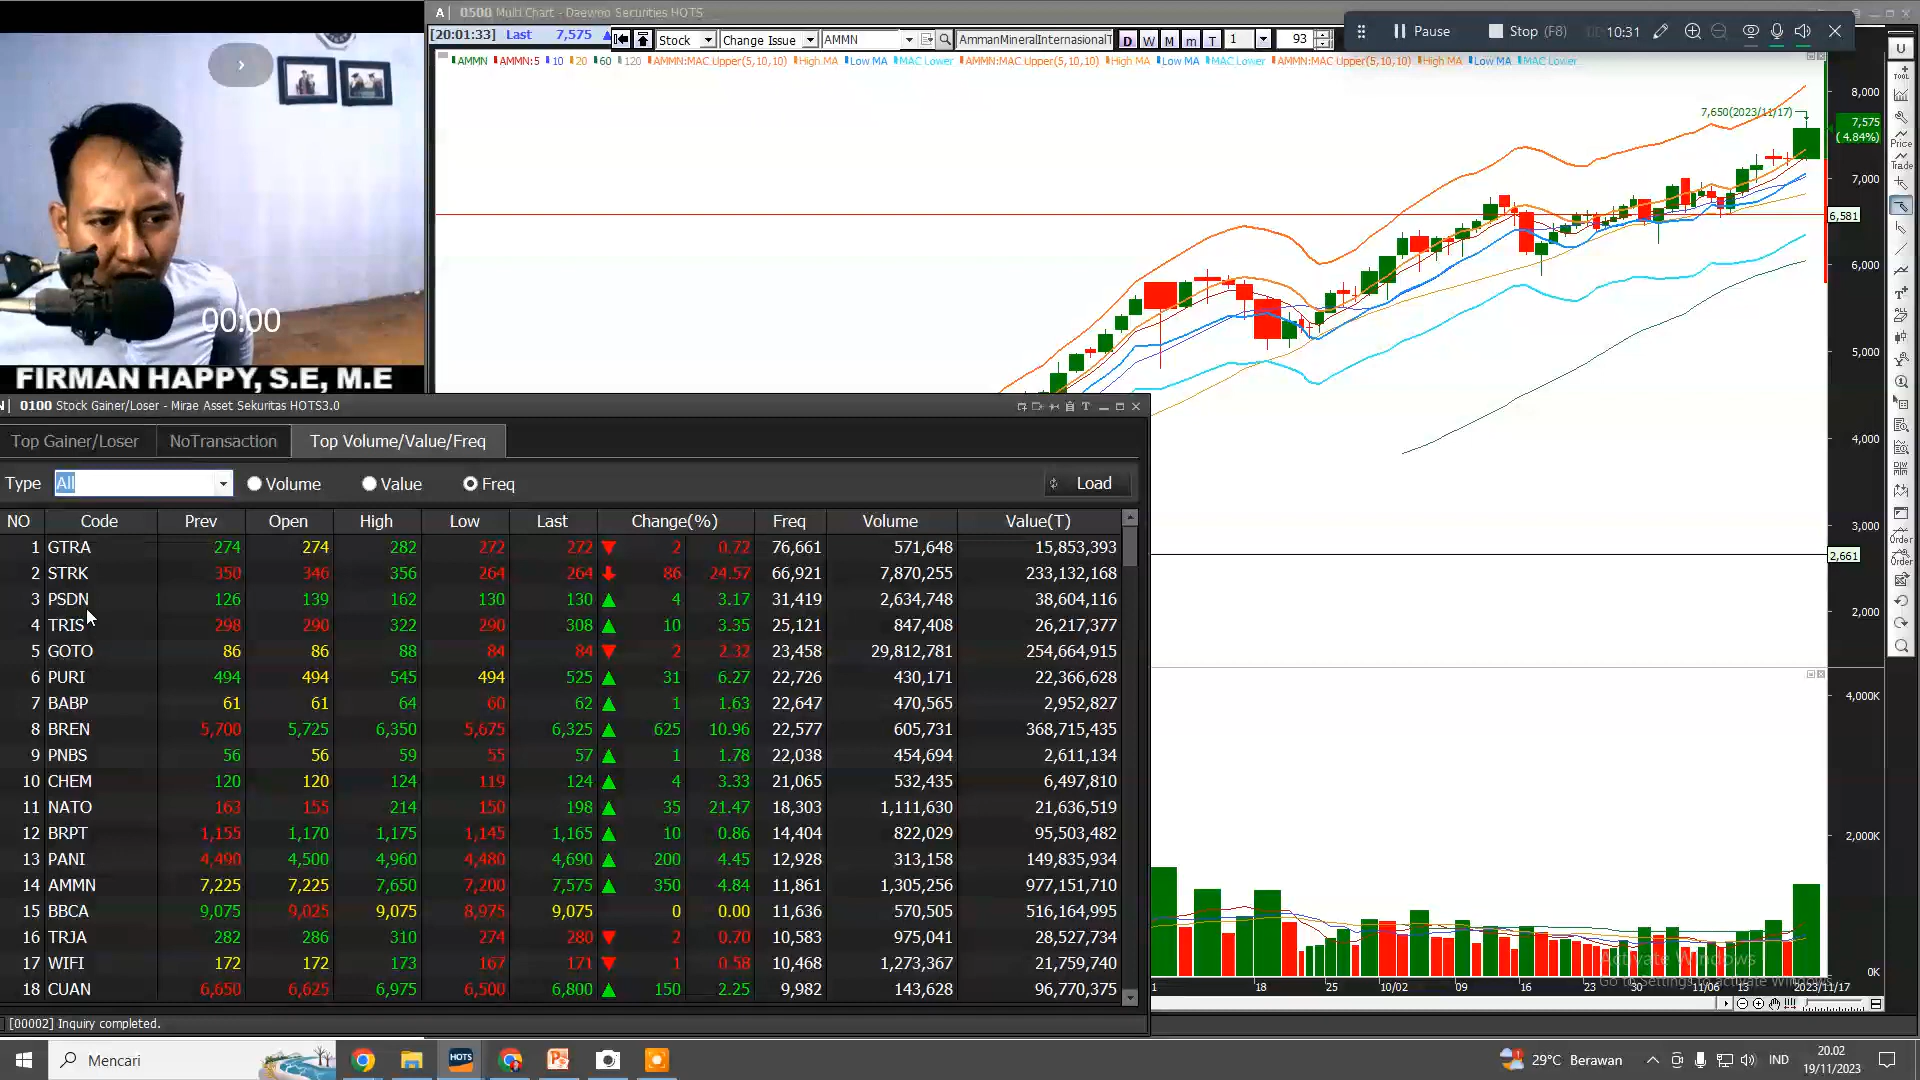 A 0500 Multi Chart - Daewoo Securities HOTS
[20:01:33] Last 7,575 Stock Change Issue AMMN AmmanMineralInternasionalT D W M m T 1 93
Pause Stop (F8) 10:31
AMMN AMMN:5 10 20 60 120 AMMN:MAC Upper(5,10,10) High MA Low MA MAC Lower AMMN:MAC Upper(5,10,10) High MA Low MA MAC Lower AMMN:MAC Upper(5,10,10) High MA Low MA MAC Lower
7,650(2023/11/17)
8,000
7,575
( 4.84%)
7,000
6,581
6,000
5,000
4,000
3,000
2,661
2,000
4,000K
2,000K
0K
U
TOOL
Price
Trade
Order
Order
00:00
FIRMAN HAPPY, S.E, M.E
0100 Stock Gainer/Loser - Mirae Asset Sekuritas HOTS3.0
Top Gainer/Loser NoTransaction Top Volume/Value/Freq
Type All Volume Value Freq Load
NO Code Prev Open High Low Last Change(%) Freq Volume Value(T)
1 GTRA 274 274 282 272 272 2 0.72 76,661 571,648 15,853,393
2 STRK 350 346 356 264 264 86 24.57 66,921 7,870,255 233,132,168
3 PSDN 126 139 162 130 130 4 3.17 31,419 2,634,748 38,604,116
4 TRIS 298 290 322 290 308 10 3.35 25,121 847,408 26,217,377
5 GOTO 86 86 88 84 84 2 2.32 23,458 29,812,781 254,664,915
6 PURI 494 494 545 494 525 31 6.27 22,726 430,171 22,366,628
7 BABP 61 61 64 60 62 1 1.63 22,647 470,565 2,952,827
8 BREN 5,700 5,725 6,350 5,675 6,325 625 10.96 22,577 605,731 368,715,435
9 PNBS 56 56 59 55 57 1 1.78 22,038 454,694 2,611,134
10 CHEM 120 120 124 119 124 4 3.33 21,065 532,435 6,497,810
11 NATO 163 155 214 150 198 35 21.47 18,303 1,111,630 21,636,519
12 BRPT 1,155 1,170 1,175 1,145 1,165 10 0.86 14,404 822,029 95,503,482
13 PANI 4,490 4,500 4,960 4,480 4,690 200 4.45 12,928 313,158 149,835,934
14 AMMN 7,225 7,225 7,650 7,200 7,575 350 4.84 11,861 1,305,256 977,151,710
15 BBCA 9,075 9,025 9,075 8,975 9,075 0 0.00 11,636 570,505 516,164,995
16 TRJA 282 286 310 274 280 2 0.70 10,583 975,041 28,527,734
17 WIFI 172 172 173 167 171 1 0.58 10,468 1,273,367 21,759,740
18 CUAN 6,650 6,625 6,975 6,500 6,800 150 2.25 9,982 143,628 96,770,375
Activate Windows
Go to Settings to activate Windows.
18 25 10/02 09 16 23 30 11/06 13 2023/11/17
[00002] Inquiry completed.
Mencari HOTS 29°C Berawan IND
20.02
19/11/2023